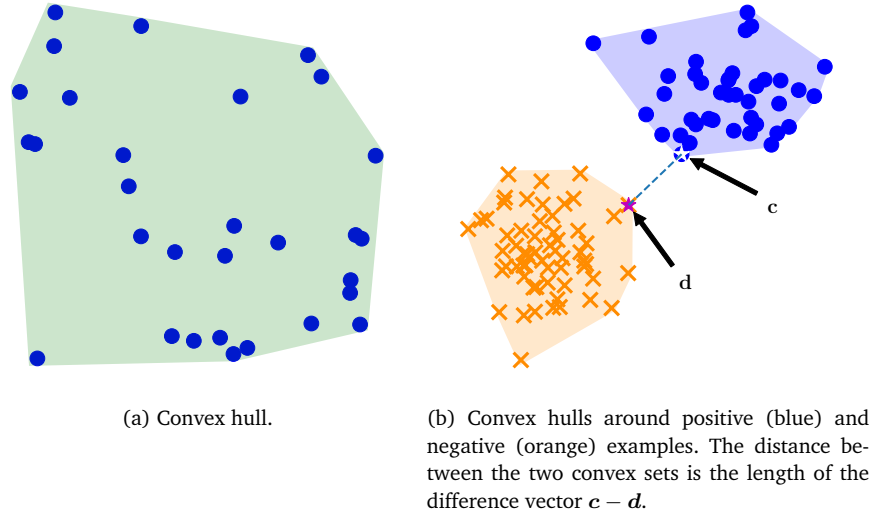 c
d
(a) Convex hull.
(b) Convex hulls around positive (blue) and
negative (orange) examples. The distance be-
tween the two convex sets is the length of the
difference vector c − d.